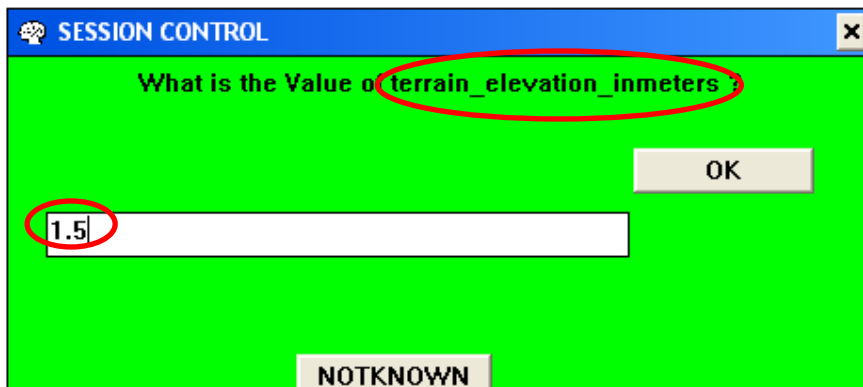 SESSION CONTROL
What is the Value of terrain_elevation_inmeters ?
OK
1.5
NOTKNOWN